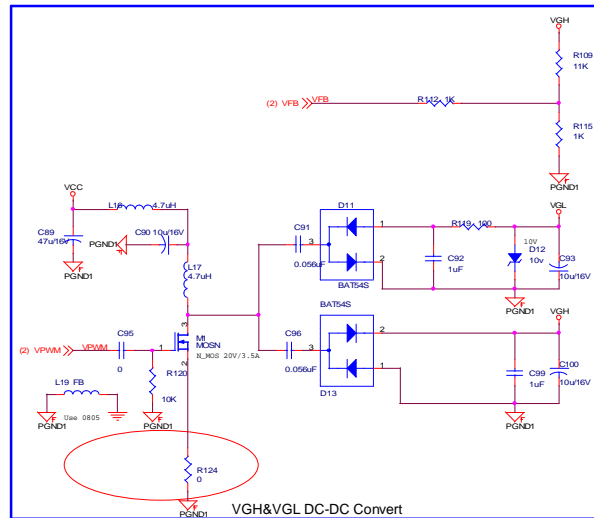 VGH
R109
11K
(2) VFB VFB
R112 1K
R115
1K
PGND1
VCC
L18 4.7uH
C89
47u/16V
PGND1
C90 10u/16V
PGND1
L17
4.7uH
C91
0.056uF
3
D11
1
2
BAT54S
R119 100
C92
1uF
10V
D12
10v
VGL
C93
10u/16V
PGND1
(2) VPWM VPWM
C95
0
1
3
2
M1
MOSN
N_MOS 20V/3.5A
R120
10K
PGND1
C96
0.056uF
3
BAT54S
2
1
D13
VGH
C99
1uF
C100
10u/16V
PGND1
L19 FB
PGND1
Use 0805
R124
0
PGND1
VGH&VGL DC-DC Convert